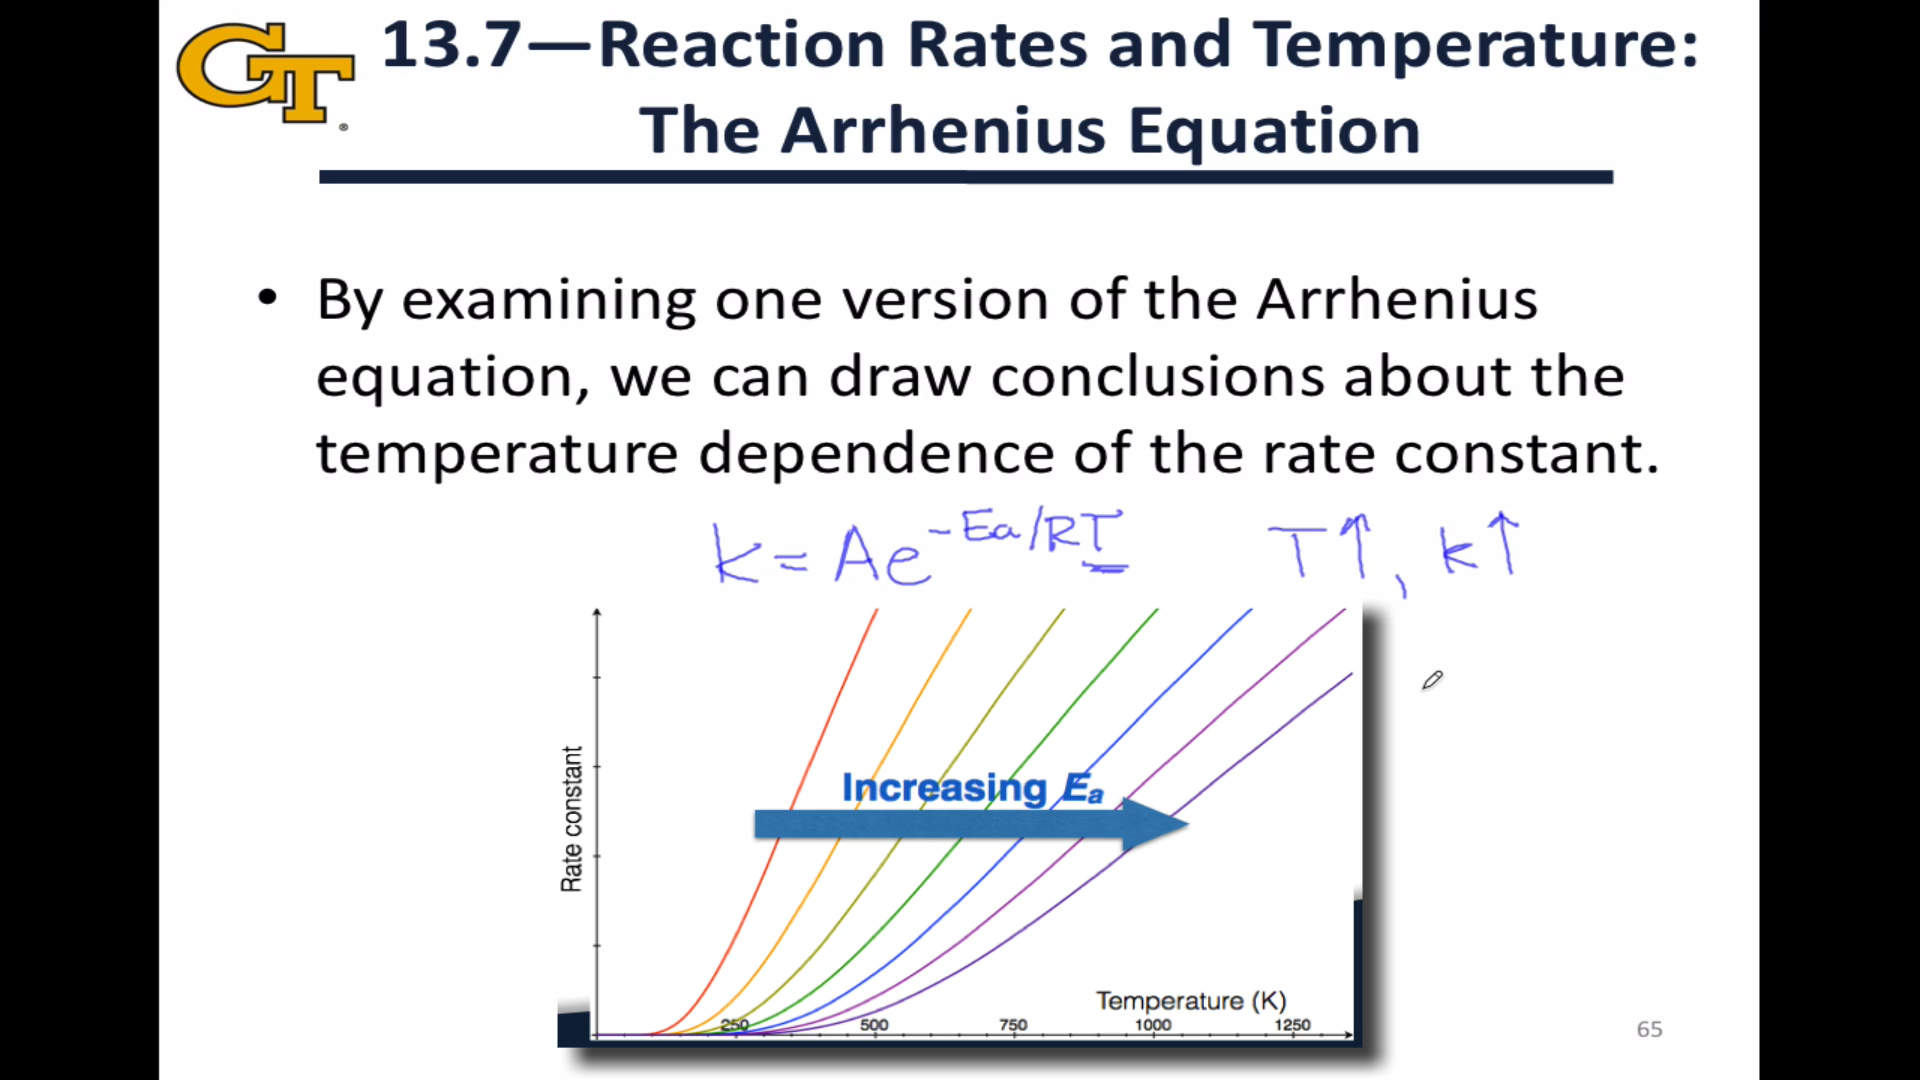 GT
®
13.7—Reaction Rates and Temperature:
The Arrhenius Equation
• By examining one version of the Arrhenius
equation, we can draw conclusions about the
temperature dependence of the rate constant.
k = Ae^-Ea/RT T↑, k↑
Rate constant
Increasing Ea
Temperature (K)
250 500 750 1000 1250
65